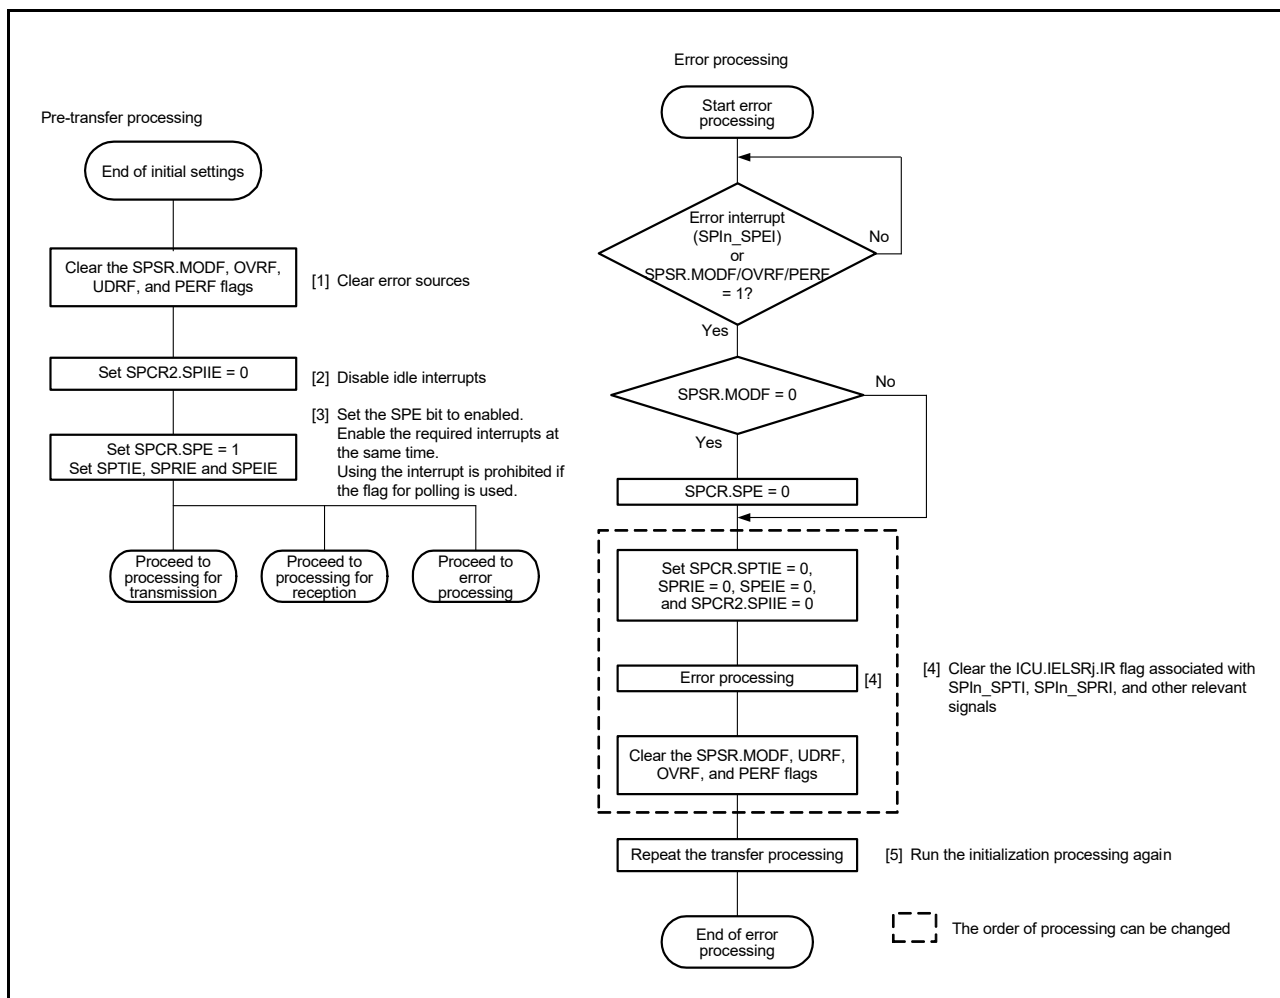 Pre-transfer processing
End of initial settings
Clear the SPSR.MODF, OVRF,
UDRF, and PERF flags
[1] Clear error sources
Set SPCR2.SPIIE = 0
[2] Disable idle interrupts
Set SPCR.SPE = 1
Set SPTIE, SPRIE and SPEIE
[3] Set the SPE bit to enabled.
Enable the required interrupts at
the same time.
Using the interrupt is prohibited if
the flag for polling is used.
Proceed to
processing for
transmission
Proceed to
processing for
reception
Proceed to
error
processing
Error processing
Start error
processing
Error interrupt
(SPIn_SPEI)
or
SPSR.MODF/OVRF/PERF
= 1?
No
Yes
SPSR.MODF = 0
No
Yes
SPCR.SPE = 0
Set SPCR.SPTIE = 0,
SPRIE = 0, SPEIE = 0,
and SPCR2.SPIIE = 0
Error processing
[4]
[4] Clear the ICU.IELSRj.IR flag associated with
SPIn_SPTI, SPIn_SPRI, and other relevant
signals
Clear the SPSR.MODF, UDRF,
OVRF, and PERF flags
Repeat the transfer processing
[5] Run the initialization processing again
End of error
processing
The order of processing can be changed